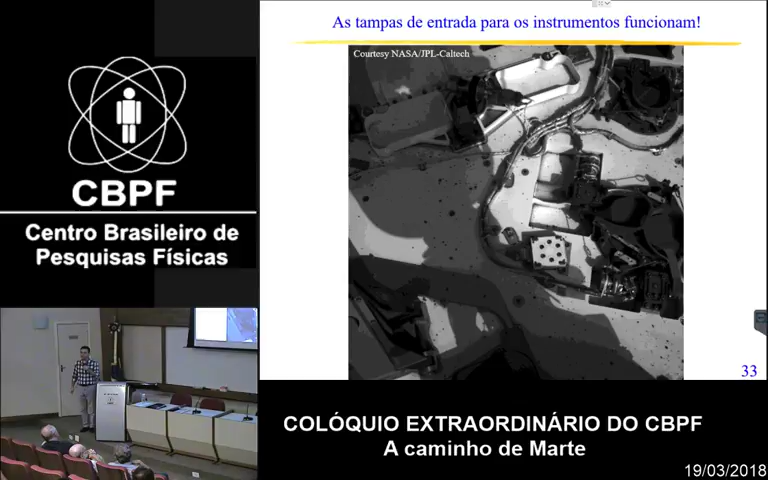 As tampas de entrada para os instrumentos funcionam!
Courtesy NASA/JPL-Caltech
CBPF
Centro Brasileiro de
Pesquisas Físicas
33
COLÓQUIO EXTRAORDINÁRIO DO CBPF
A caminho de Marte
19/03/2018